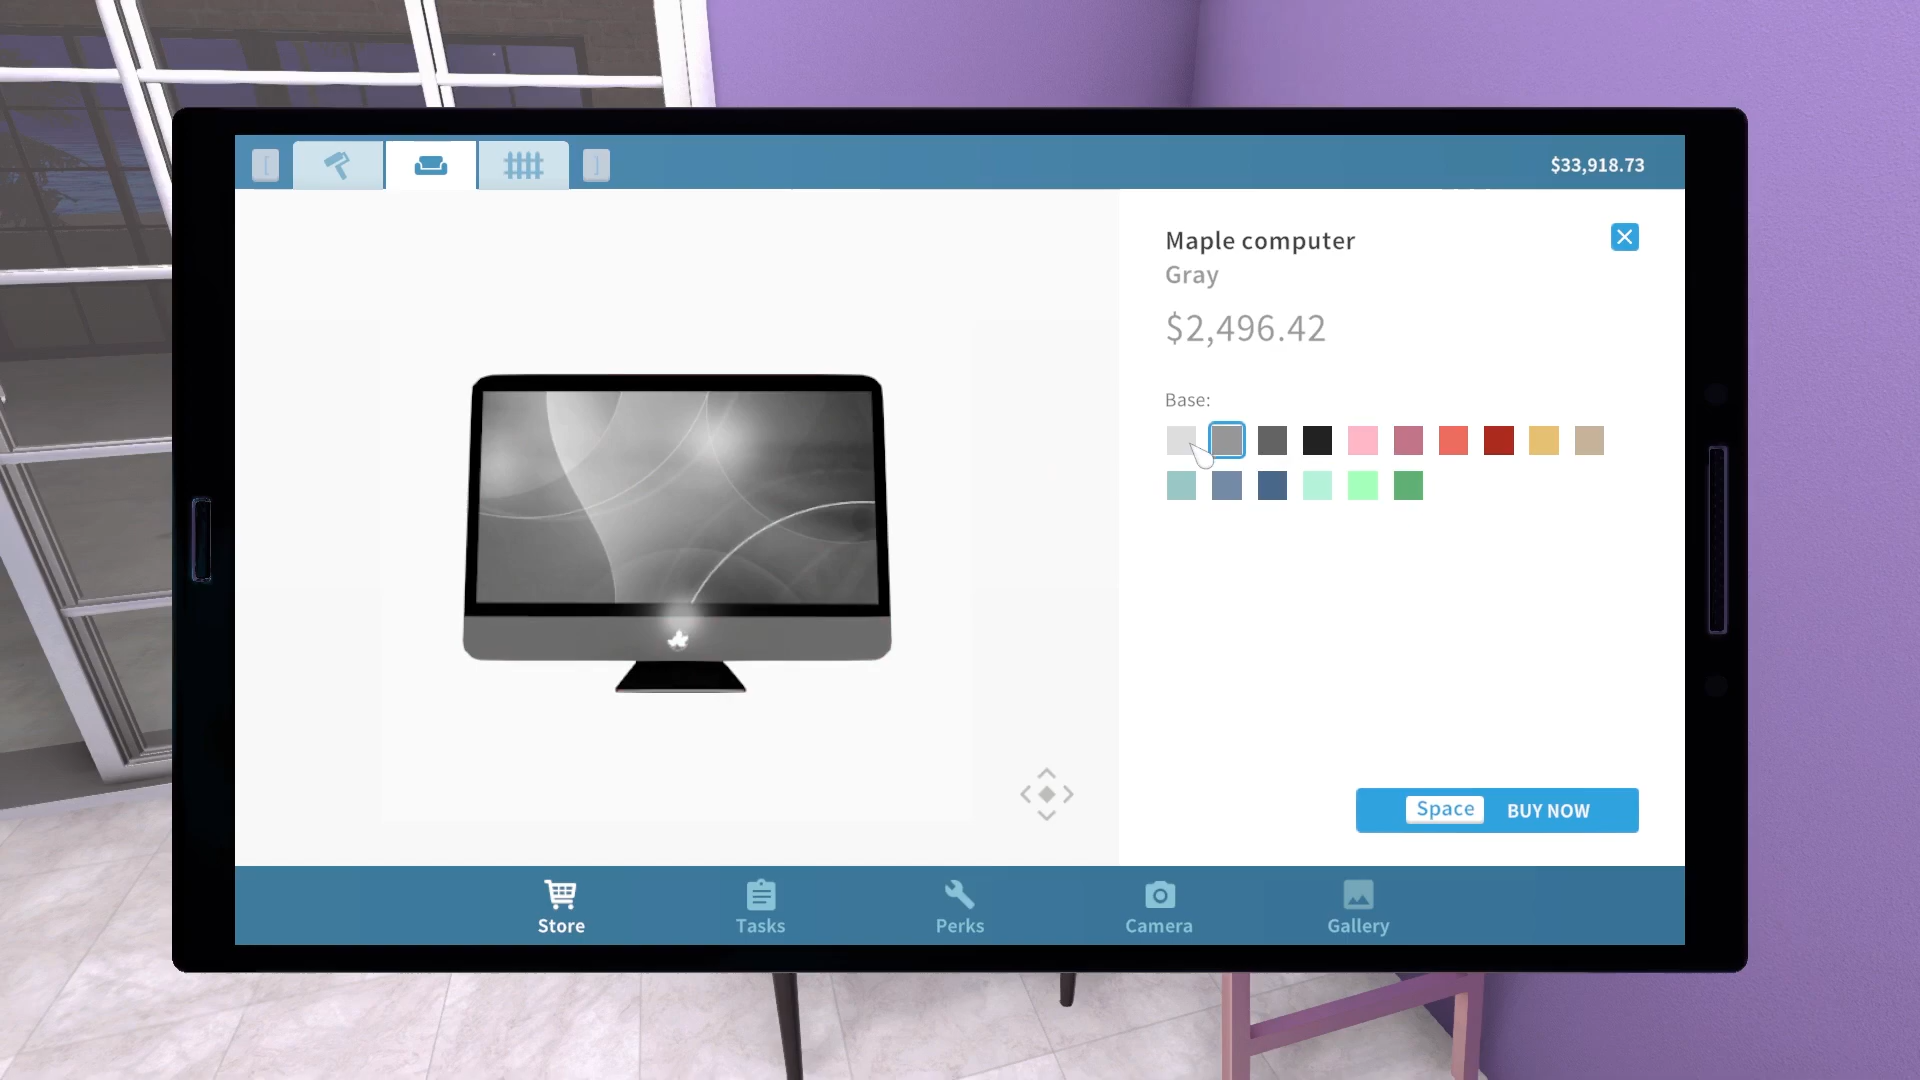 [
]
$33,918.73
Maple computer
Gray
$2,496.42
Base:
Space BUY NOW
Store
Tasks
Perks
Camera
Gallery